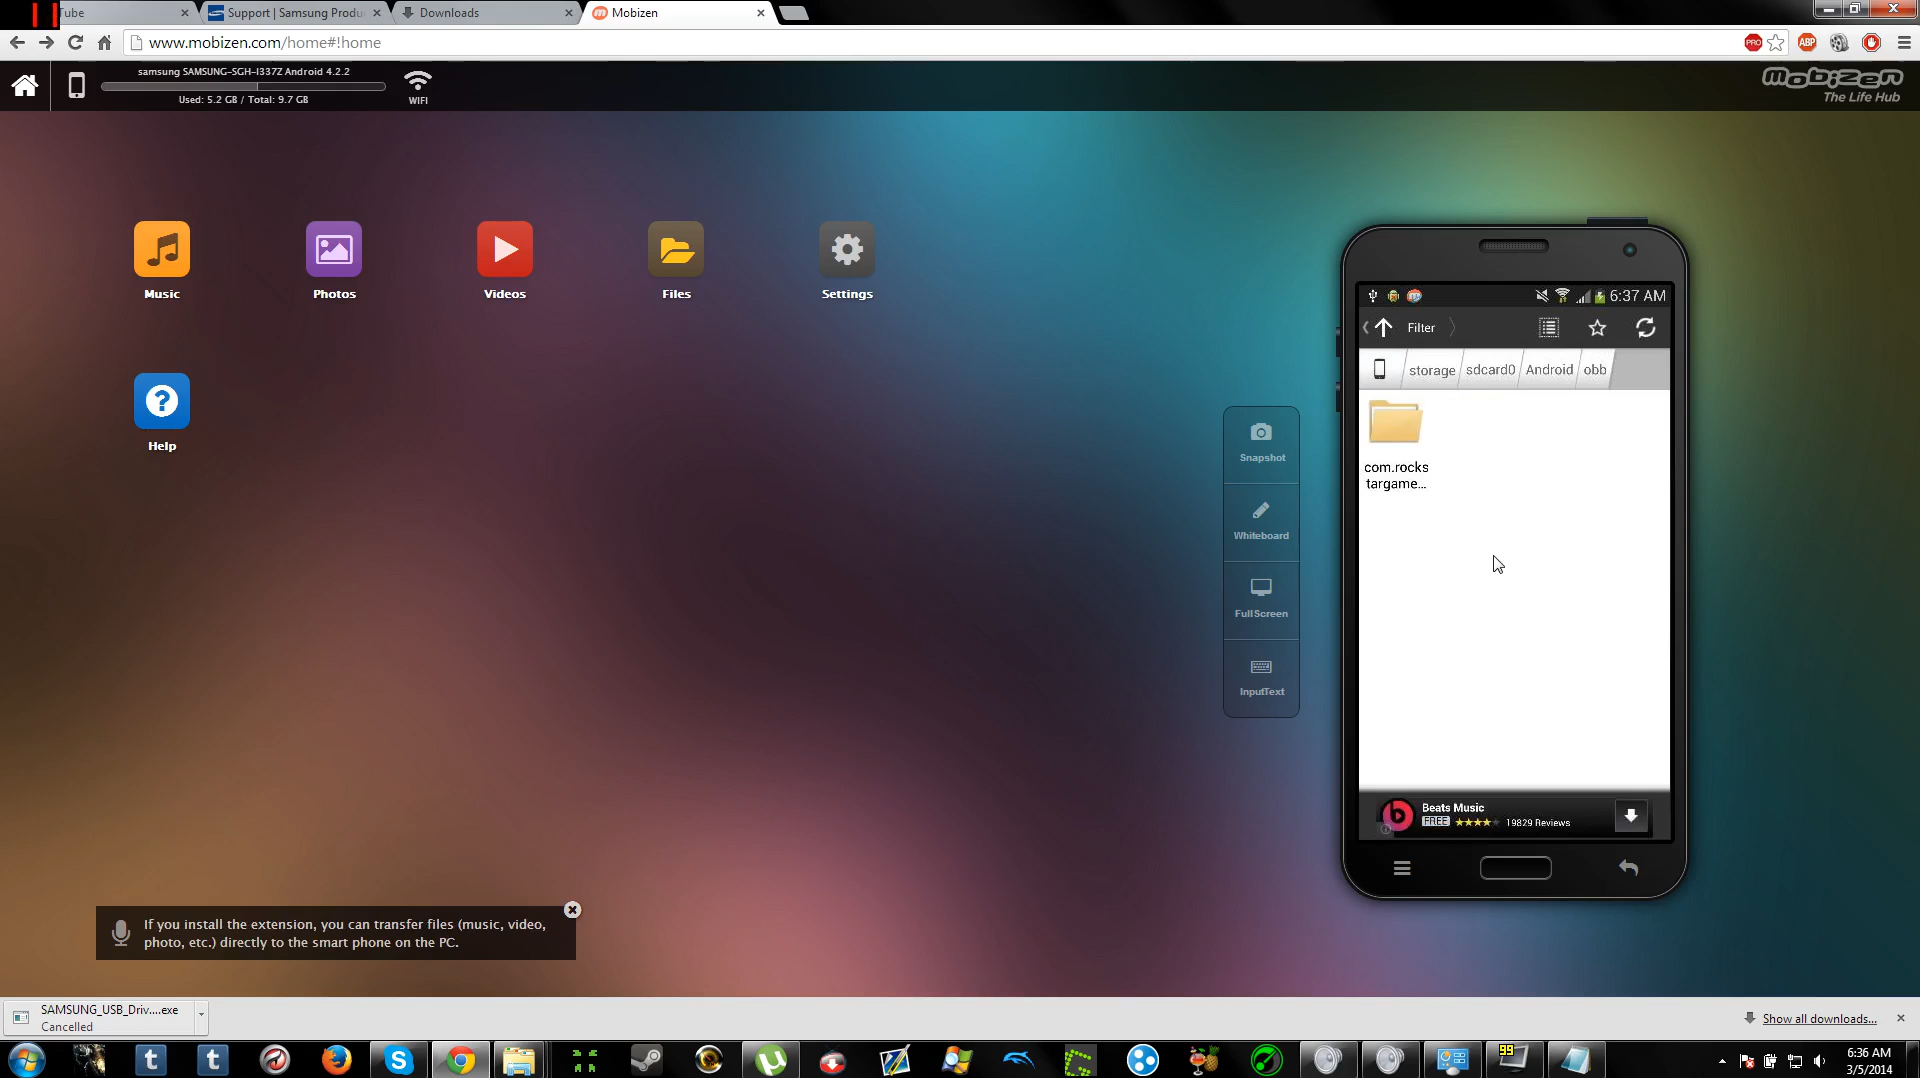 Tube
Support | Samsung Produ
Downloads
Mobizen
www.mobizen.com/home#!home
PRO
ABP
samsung SAMSUNG-SGH-I337Z Android 4.2.2
Used: 5.2 GB / Total: 9.7 GB
WIFI
mobizen
The Life Hub
Music
Photos
Videos
Files
Settings
Help
Snapshot
Whiteboard
FullScreen
InputText
6:37 AM
Filter
storage
sdcard0
Android
obb
com.rocks
targame...
Beats Music
FREE
19829 Reviews
If you install the extension, you can transfer files (music, video,
photo, etc.) directly to the smart phone on the PC.
SAMSUNG_USB_Driv....exe
Cancelled
Show all downloads...
99
6:36 AM
3/5/2014